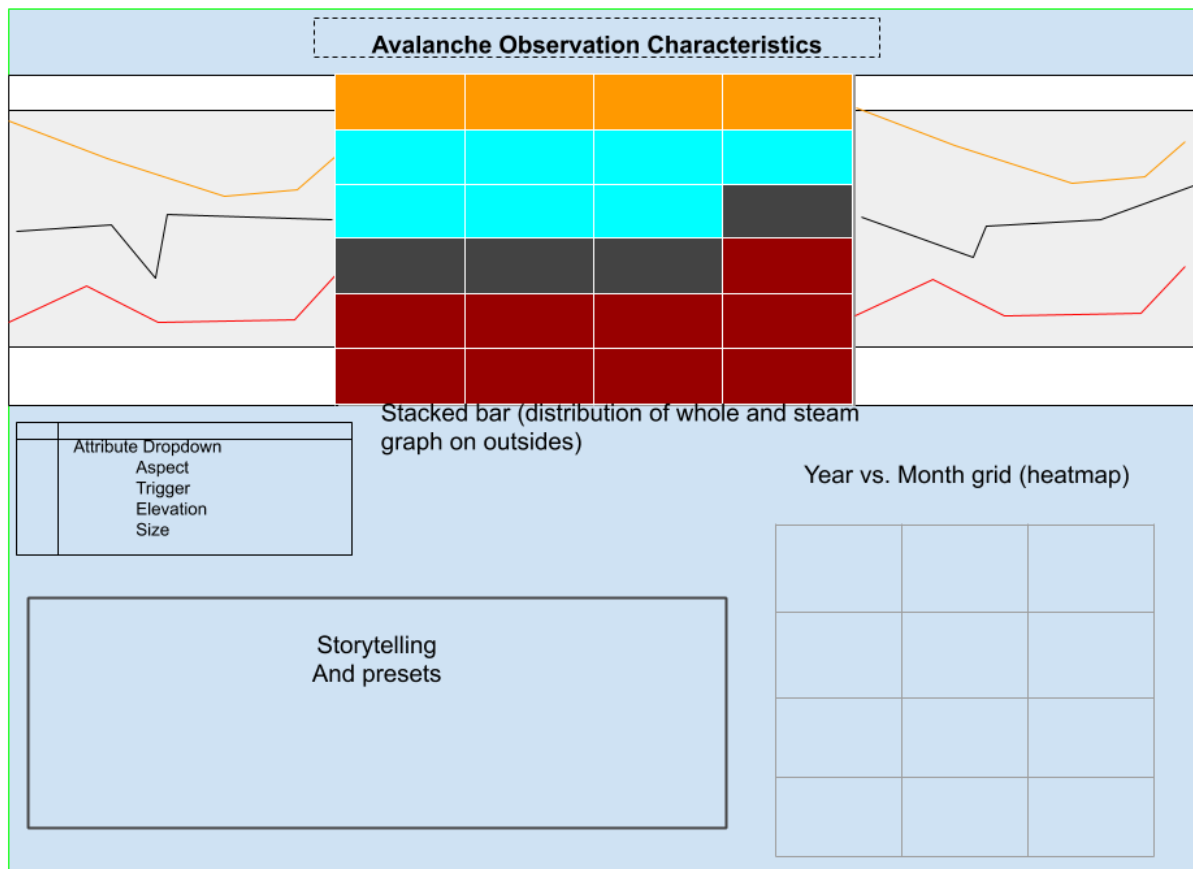 Avalanche Observation Characteristics
Stacked bar (distribution of whole and steam
graph on outsides)
Attribute Dropdown
Aspect
Trigger
Elevation
Size
Year vs. Month grid (heatmap)
Storytelling
And presets